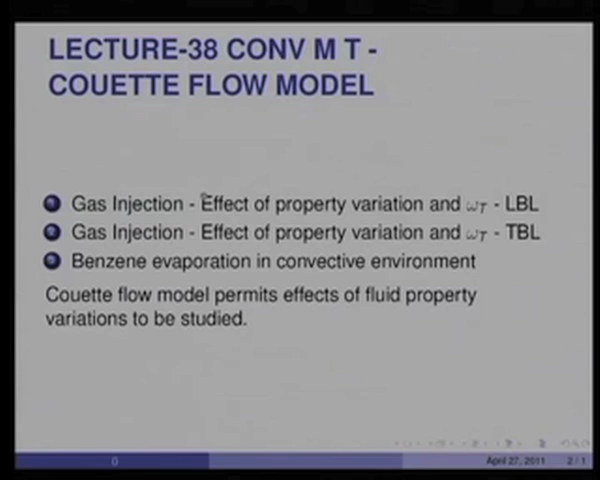 LECTURE-38 CONV M T -
COUETTE FLOW MODEL
Gas Injection - Effect of property variation and ω_T - LBL
Gas Injection - Effect of property variation and ω_T - TBL
Benzene evaporation in convective environment
Couette flow model permits effects of fluid property
variations to be studied.
() April 27, 2011 2 / 1